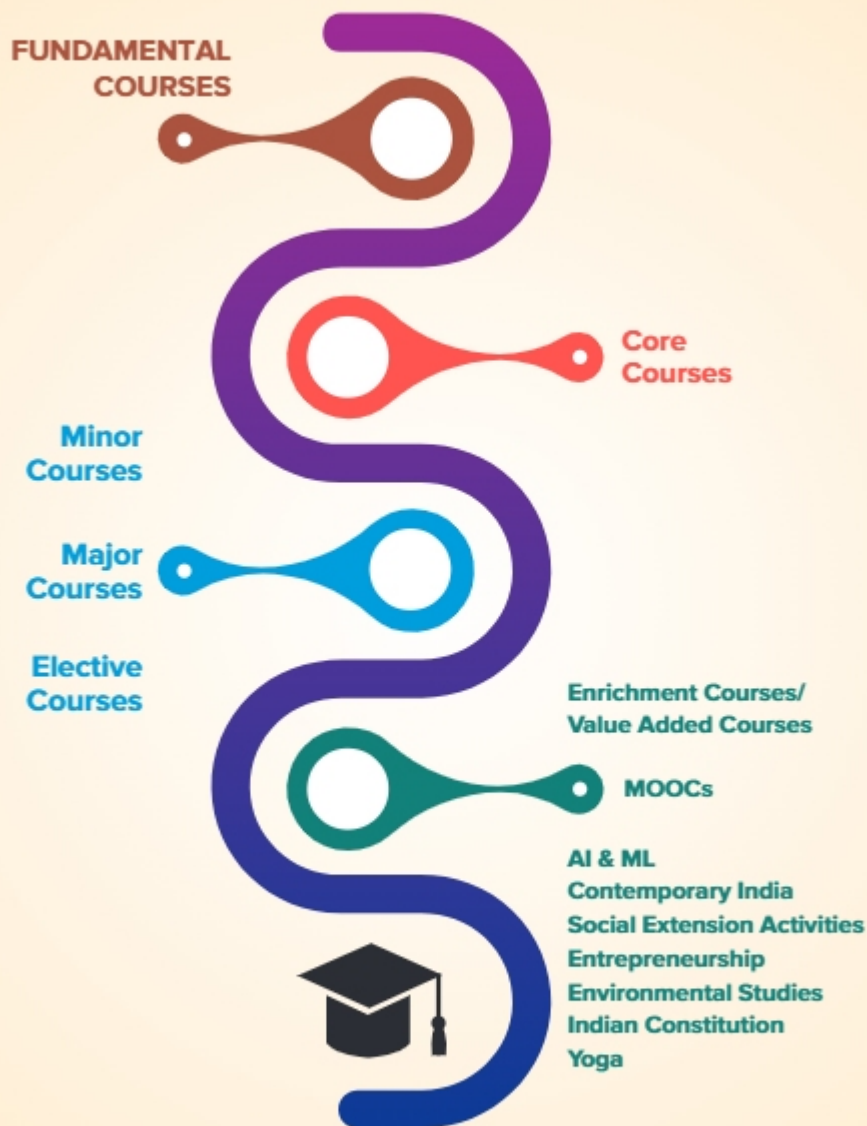 FUNDAMENTAL
COURSES
Core
Courses
Minor
Courses
Major
Courses
Elective
Courses
Enrichment Courses/
Value Added Courses
MOOCs
AI & ML
Contemporary India
Social Extension Activities
Entrepreneurship
Environmental Studies
Indian Constitution
Yoga